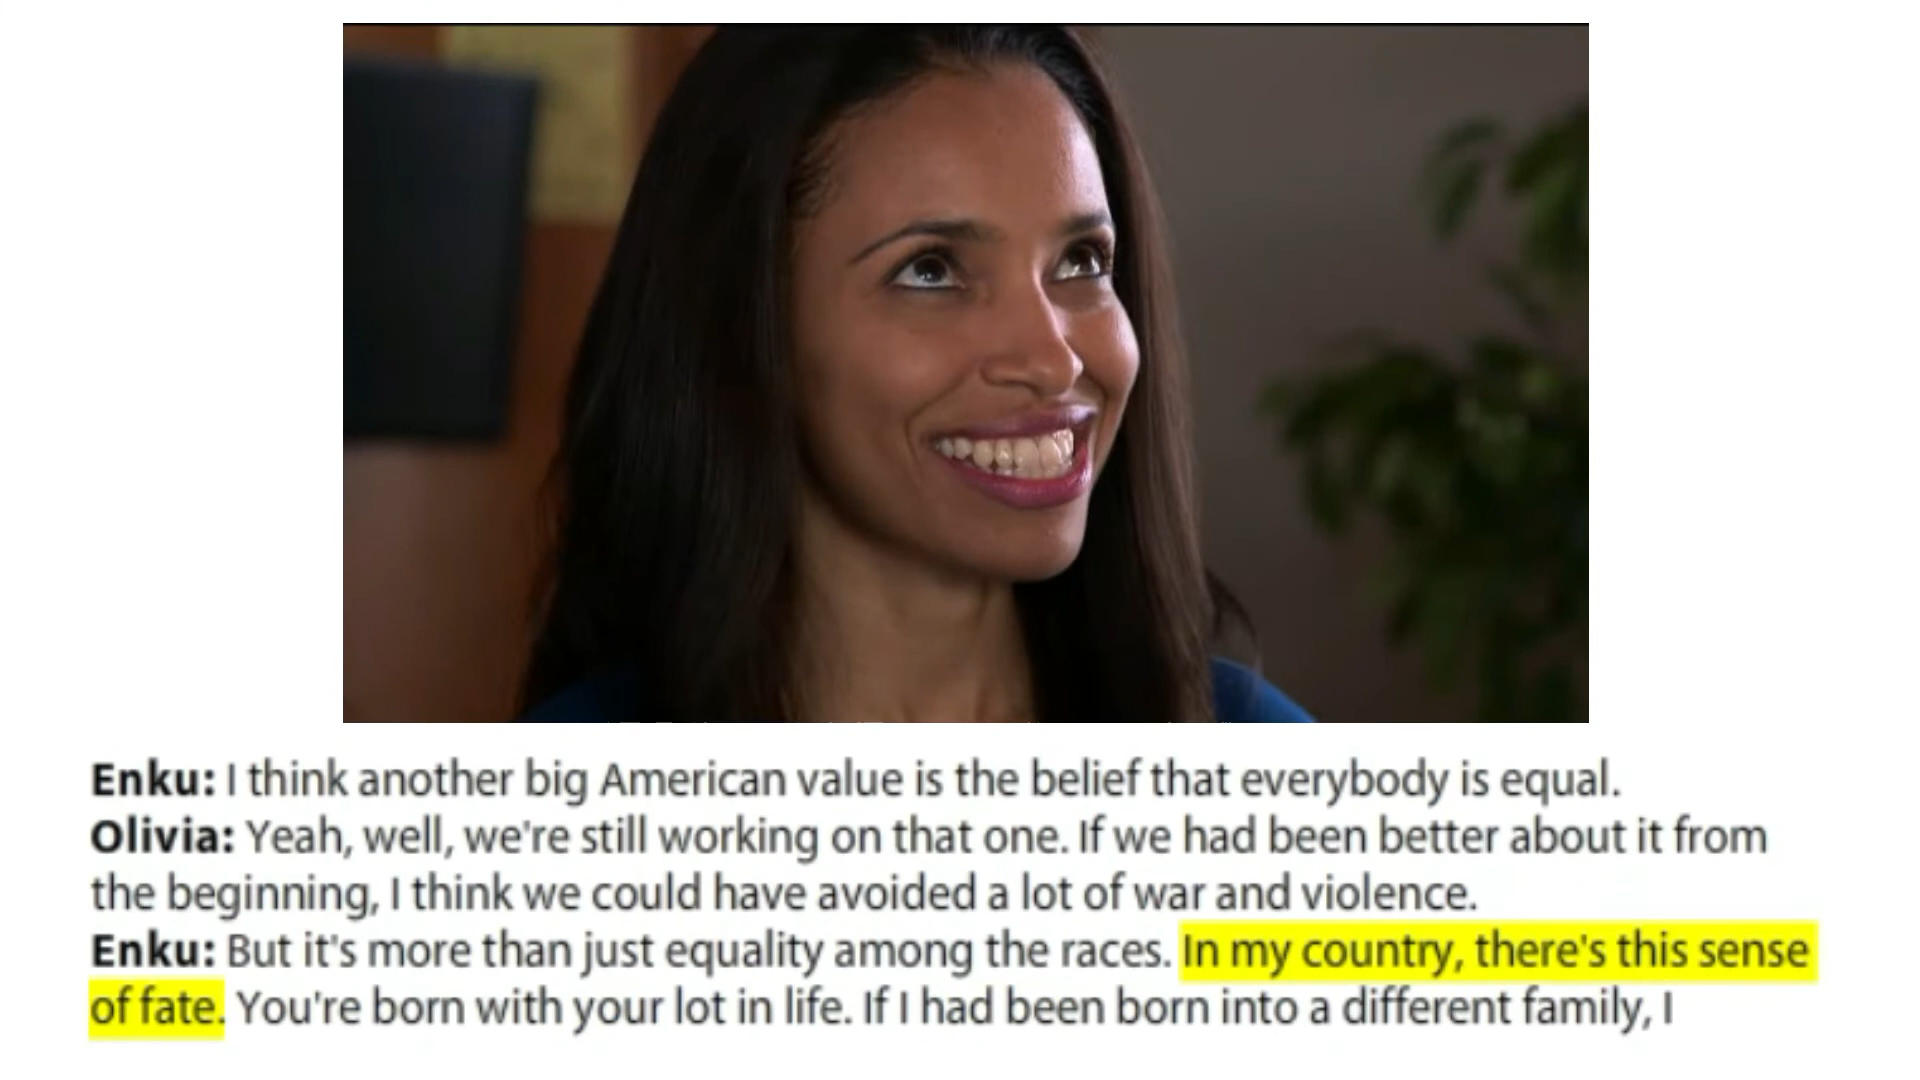 Enku: I think another big American value is the belief that everybody is equal.
Olivia: Yeah, well, we're still working on that one. If we had been better about it from
the beginning, I think we could have avoided a lot of war and violence.
Enku: But it's more than just equality among the races. In my country, there's this sense
of fate. You're born with your lot in life. If I had been born into a different family, I